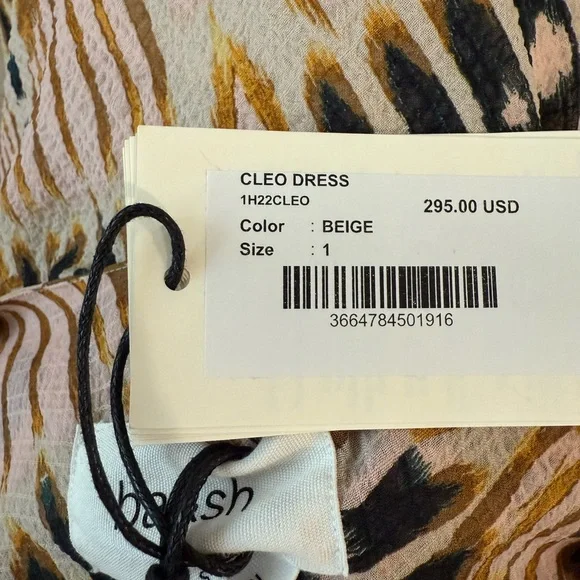 CLEO DRESS
1H22CLEO 295.00 USD
Color : BEIGE
Size : 1
3664784501916
ba&sh